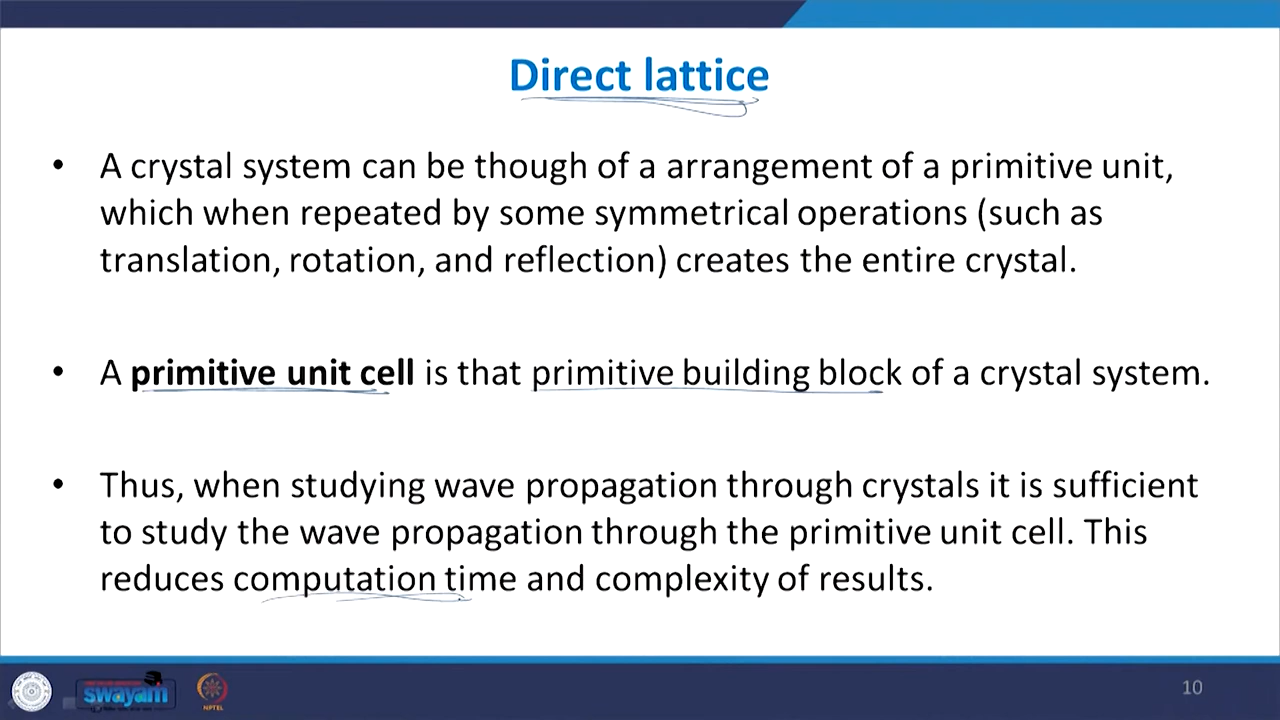 Direct lattice
• A crystal system can be though of a arrangement of a primitive unit,
which when repeated by some symmetrical operations (such as
translation, rotation, and reflection) creates the entire crystal.
• A primitive unit cell is that primitive building block of a crystal system.
• Thus, when studying wave propagation through crystals it is sufficient
to study the wave propagation through the primitive unit cell. This
reduces computation time and complexity of results.
swayam
NPTEL
10